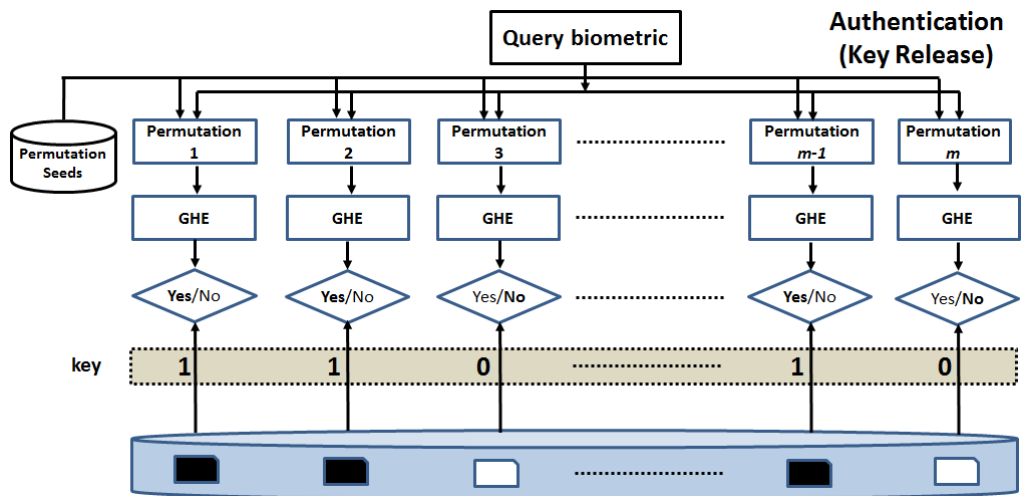 Query biometric
Authentication
(Key Release)
Permutation
Seeds
Permutation
1
Permutation
2
Permutation
3
Permutation
m-1
Permutation
m
GHE
GHE
GHE
GHE
GHE
Yes/No
Yes/No
Yes/No
Yes/No
Yes/No
key
1
1
0
1
0